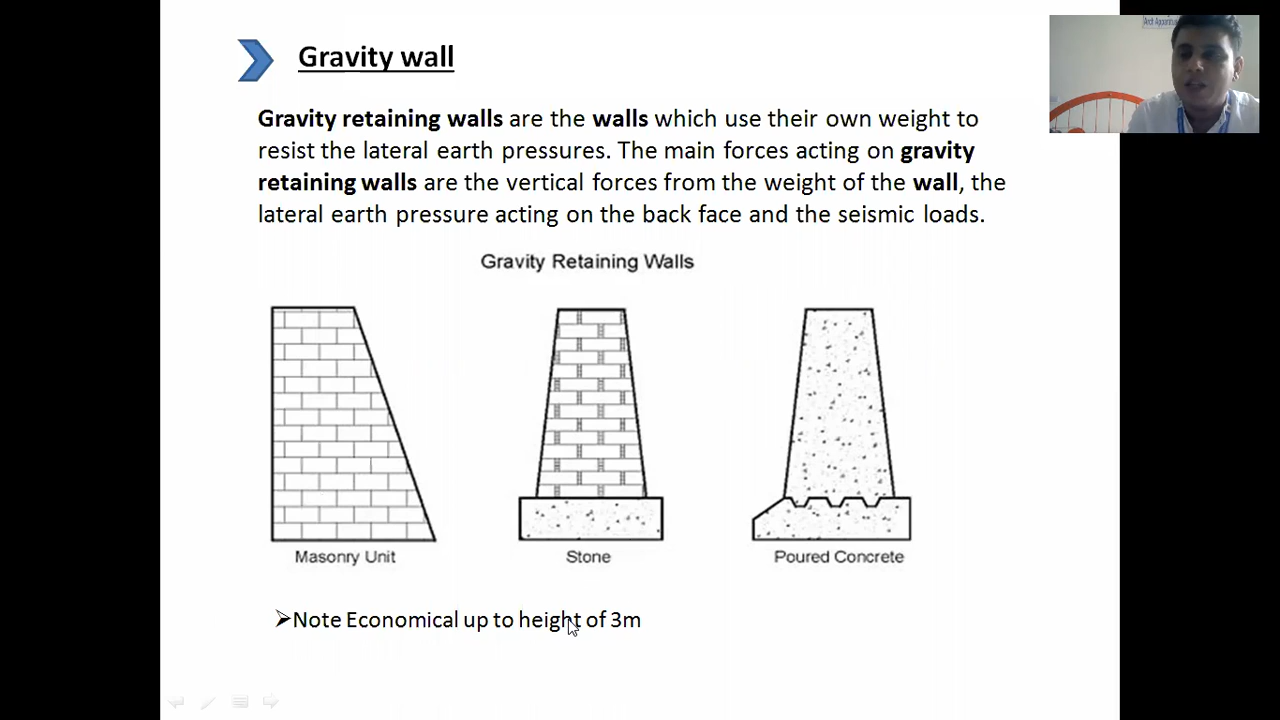 Gravity wall
Gravity retaining walls are the walls which use their own weight to
resist the lateral earth pressures. The main forces acting on gravity
retaining walls are the vertical forces from the weight of the wall, the
lateral earth pressure acting on the back face and the seismic loads.
Gravity Retaining Walls
Masonry Unit
Stone
Poured Concrete
Note Economical up to height of 3m